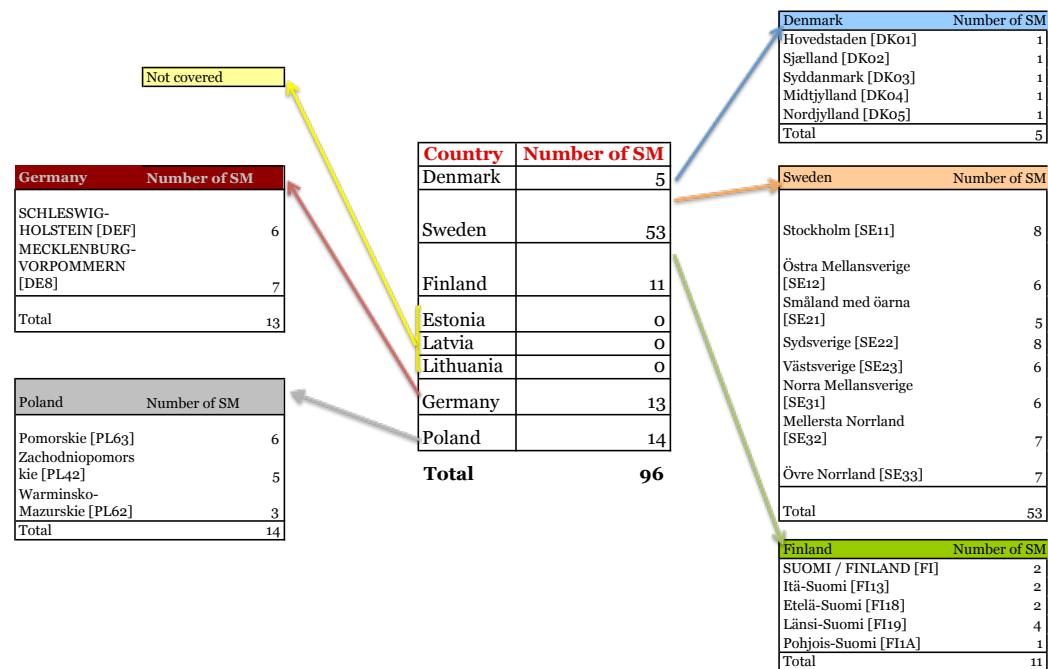 Not covered
Germany Number of SM
SCHLESWIG-
HOLSTEIN [DEF] 6
MECKLENBURG-
VORPOMMERN
[DE8] 7
Total 13
Poland Number of SM
Pomorskie [PL63] 6
Zachodniopomors
kie [PL42] 5
Warminsko-
Mazurskie [PL62] 3
Total 14
Country Number of SM
Denmark 5
Sweden 53
Finland 11
Estonia 0
Latvia 0
Lithuania 0
Germany 13
Poland 14
Total 96
Denmark Number of SM
Hovedstaden [DK01] 1
Sjælland [DK02] 1
Syddanmark [DK03] 1
Midtjylland [DK04] 1
Nordjylland [DK05] 1
Total 5
Sweden Number of SM
Stockholm [SE11] 8
Östra Mellansverige
[SE12] 6
Småland med öarna
[SE21] 5
Sydsverige [SE22] 8
Västsverige [SE23] 6
Norra Mellansverige
[SE31] 6
Mellersta Norrland
[SE32] 7
Övre Norrland [SE33] 7
Total 53
Finland Number of SM
SUOMI / FINLAND [FI] 2
Itä-Suomi [FI13] 2
Etelä-Suomi [FI18] 2
Länsi-Suomi [FI19] 4
Pohjois-Suomi [FI1A] 1
Total 11